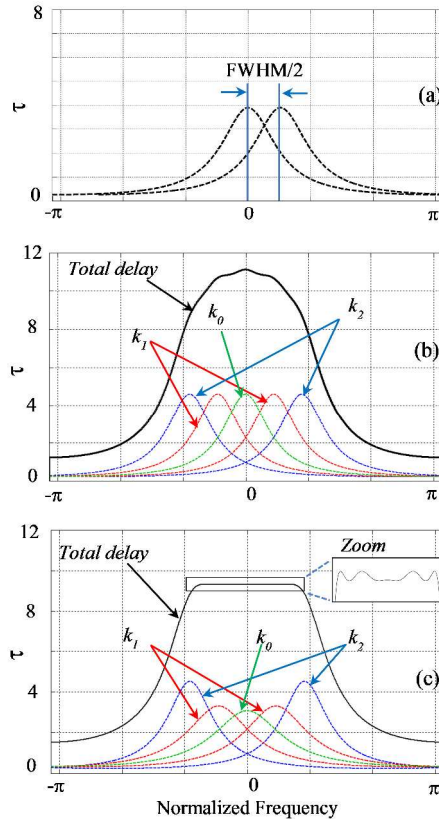 8
FWHM/2
(a)
τ
0
-π
0
π
12
Total delay
k2
k0
k1
8
(b)
τ
4
0
-π
0
π
12
Total delay
Zoom
8
k1
k0
k2
τ
4
(c)
0
-π
0
π
Normalized Frequency